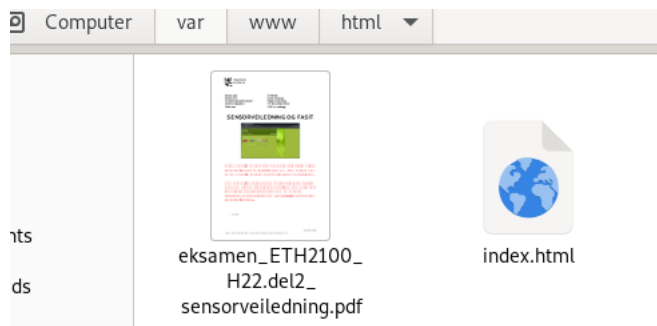 Computer var www html
SENSORVEILEDNING OG FASIT
eksamen_ETH2100_
H22.del2_
sensorveiledning.pdf
index.html
nts
ds